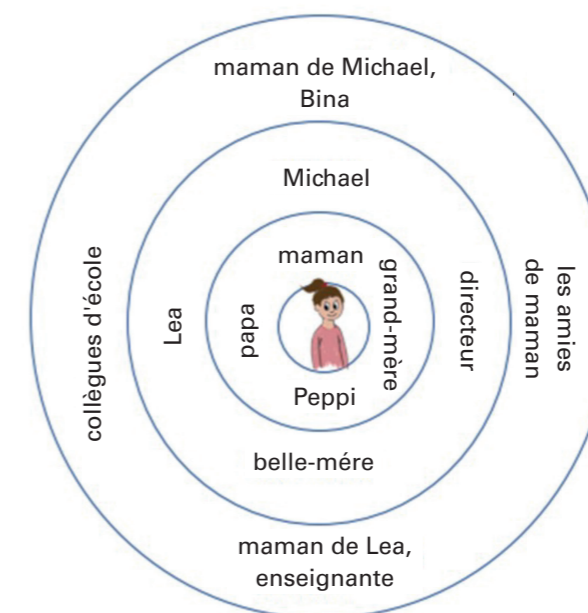 maman de Michael,
Bina
Michael
maman
grand-mère
papa
Peppi
Lea
directeur
belle-mére
collègues d'école
les amies
de maman
maman de Lea,
enseignante